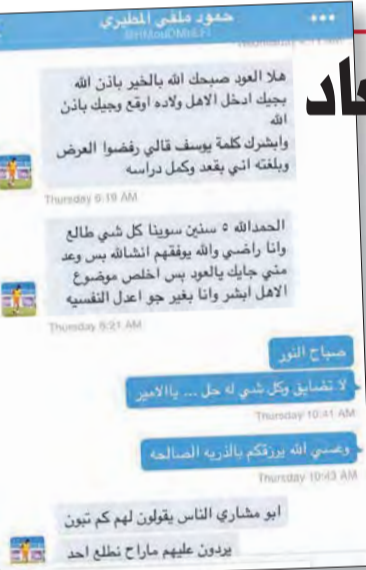 حمود ملفي المطيري
عاد
هلا العود صبحك الله بالخير باذن الله
بجيك ادخل الاهل ولاده اوقع وجيك باذن
الله
وابشرك كلمة يوسف قالي رفضوا العرض
وبلغته اني بقعد وكمل دراسه
Thursday 6:19 AM
الحمدالله ٥ سنين سوينا كل شي طالع
وانا راضي والله يوفقهم انشالله بس وعد
مني جايك يالعود بس اخلص موضوع
الاهل ابشر وانا بغير جو اعدل النفسيه
Thursday 6:21 AM
صباح النور
لا تضايق وكل شي له حل ... ياالامير
Thursday 10:41 AM
وعسى الله يرزقكم بالذريه الصالحه
Thursday 10:43 AM
ابو مشاري الناس يقولون لهم كم تبون
يردون عليهم ماراح نطلع احد